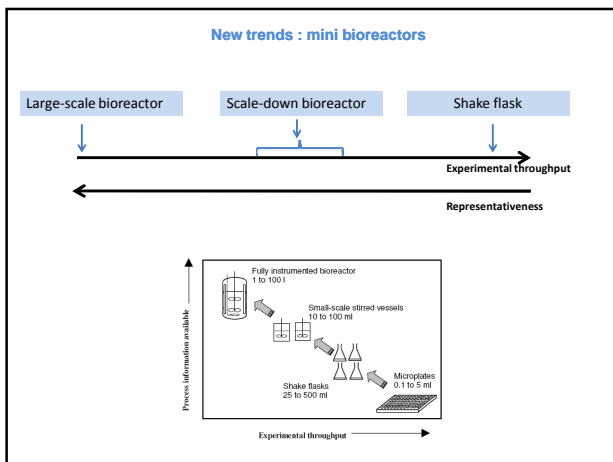 New trends : mini bioreactors
Large-scale bioreactor
Scale-down bioreactor
Shake flask
Experimental throughput
Representativeness
Process information available
Fully instrumented bioreactor
1 to 100 l
Small-scale stirred vessels
10 to 100 ml
Shake flasks
25 to 500 ml
Microplates
0.1 to 5 ml
Experimental throughput